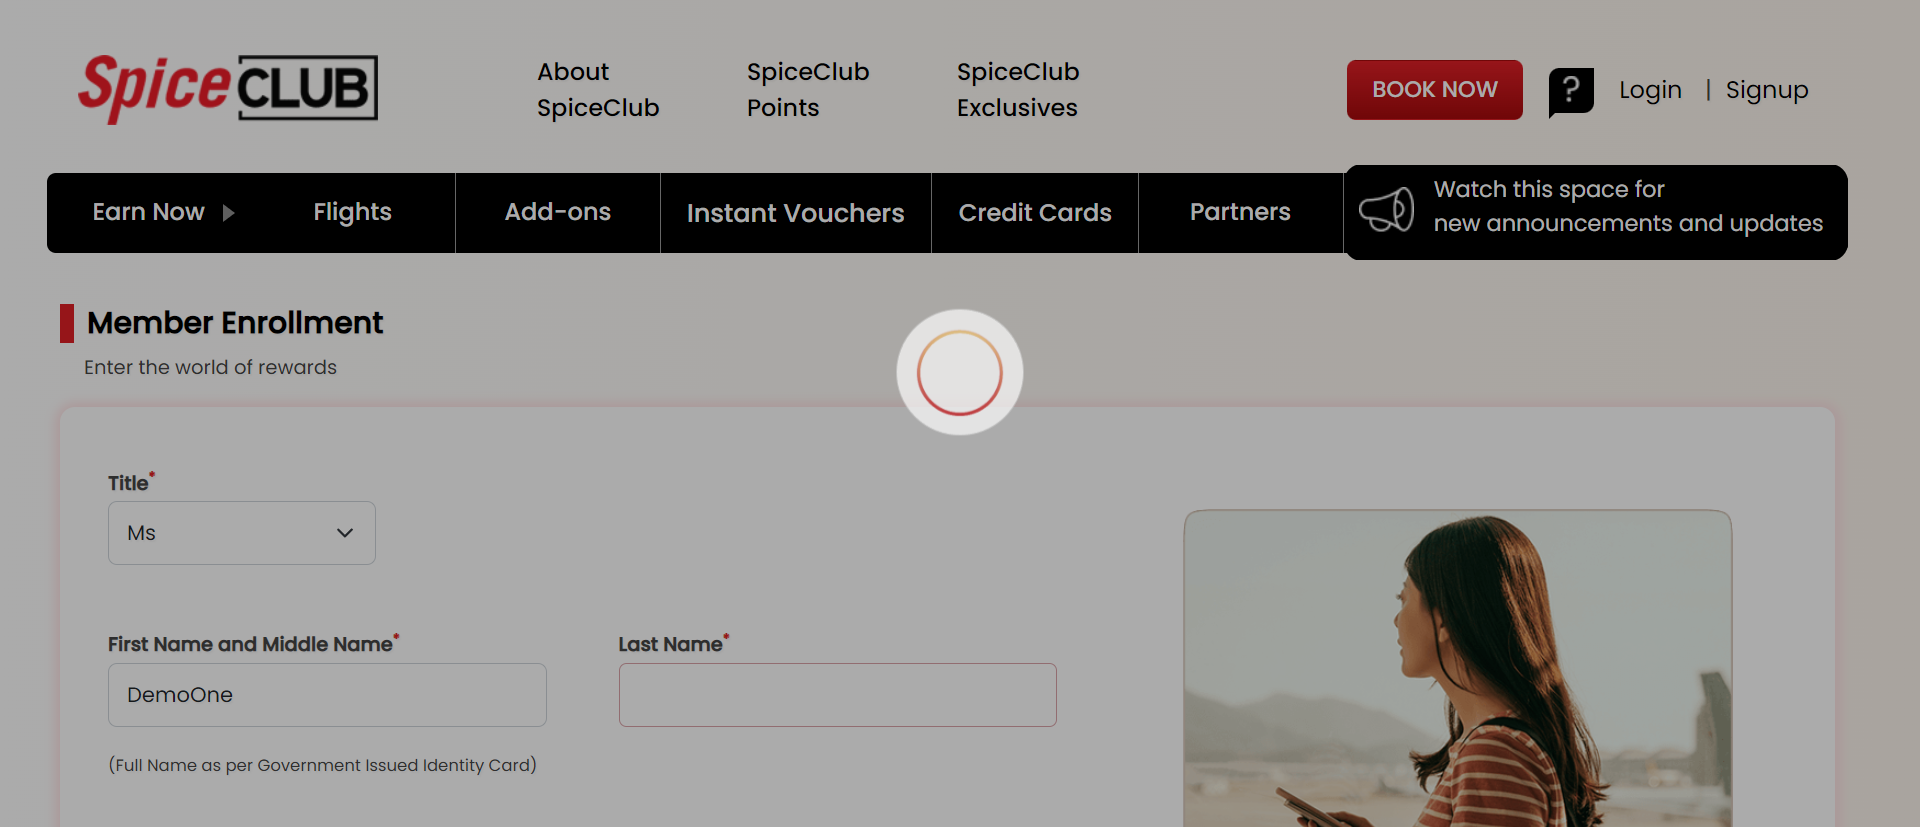 Spice CLUB
About
SpiceClub
SpiceClub
Points
SpiceClub
Exclusives
BOOK NOW
?
Login | Signup
Earn Now
Flights
Add-ons
Instant Vouchers
Credit Cards
Partners
Watch this space for
new announcements and updates
Member Enrollment
Enter the world of rewards
Title*
Ms
First Name and Middle Name*
DemoOne
(Full Name as per Government Issued Identity Card)
Last Name*